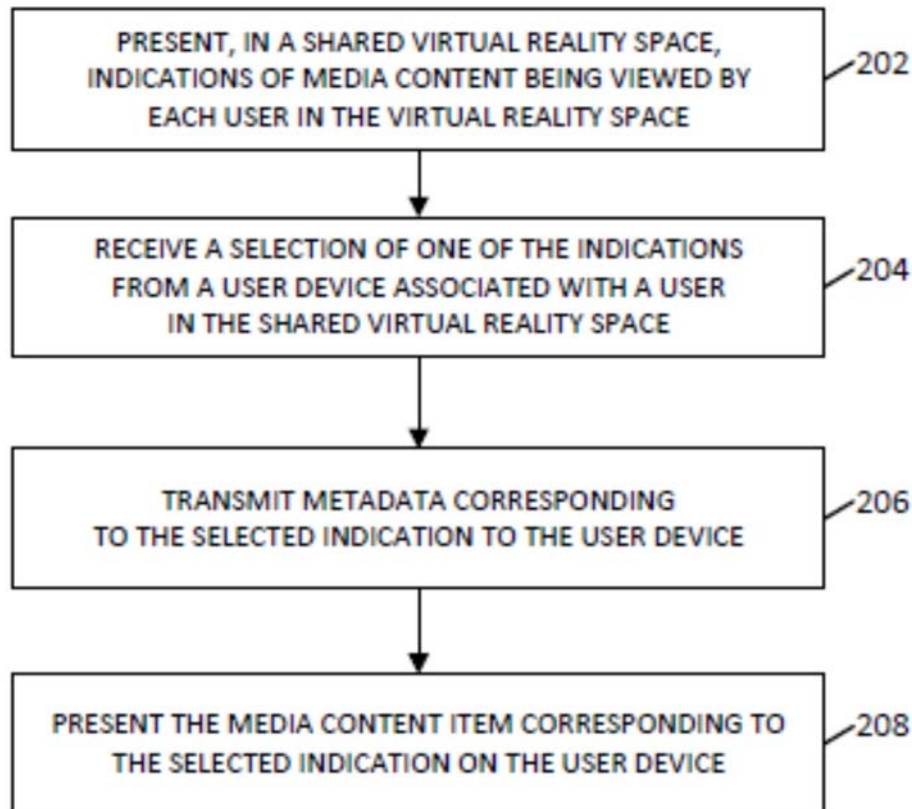 PRESENT, IN A SHARED VIRTUAL REALITY SPACE,
INDICATIONS OF MEDIA CONTENT BEING VIEWED BY
EACH USER IN THE VIRTUAL REALITY SPACE
202
RECEIVE A SELECTION OF ONE OF THE INDICATIONS
FROM A USER DEVICE ASSOCIATED WITH A USER
IN THE SHARED VIRTUAL REALITY SPACE
204
TRANSMIT METADATA CORRESPONDING
TO THE SELECTED INDICATION TO THE USER DEVICE
206
PRESENT THE MEDIA CONTENT ITEM CORRESPONDING TO
THE SELECTED INDICATION ON THE USER DEVICE
208